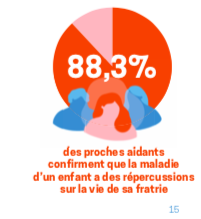 88,3%
des proches aidants
confirment que la maladie
d'un enfant a des répercussions
sur la vie de sa fratrie
15